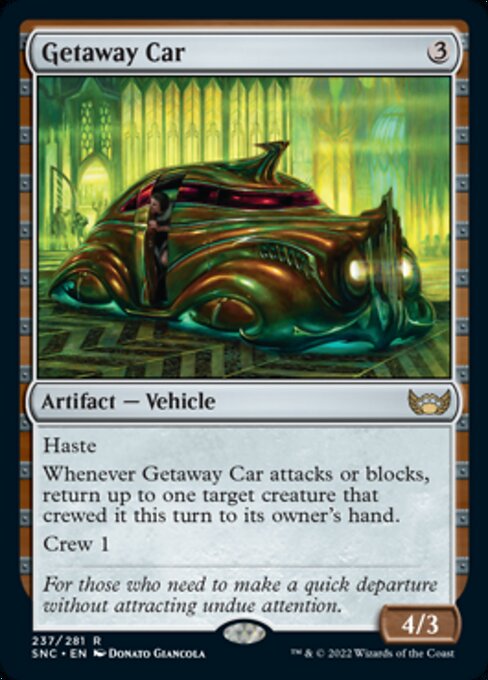 Getaway Car 3
Artifact — Vehicle
Haste
Whenever Getaway Car attacks or blocks,
return up to one target creature that
crewed it this turn to its owner's hand.
Crew 1
For those who need to make a quick departure
without attracting undue attention.
4/3
237/281 R
SNC • EN Donato Giancola
™ & © 2022 Wizards of the Coast